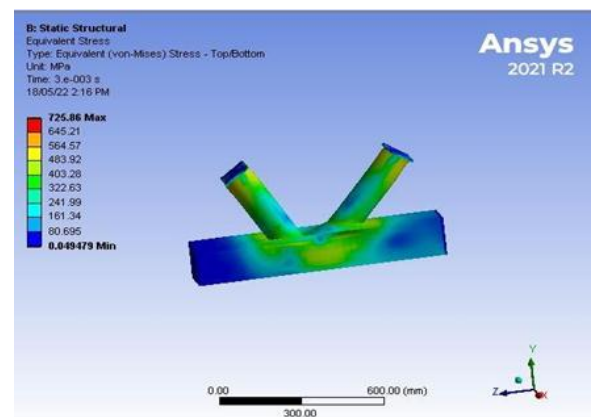 B: Static Structural
Equivalent Stress
Type: Equivalent (von-Mises) Stress - Top/Bottom
Unit: MPa
Time: 3.e-003 s
18/05/22 2:16 PM
Ansys
2021 R2
725.86 Max
645.21
564.57
483.92
403.28
322.63
241.99
161.34
80.695
0.049479 Min
0.00
600.00 (mm)
300.00
Y
Z
X